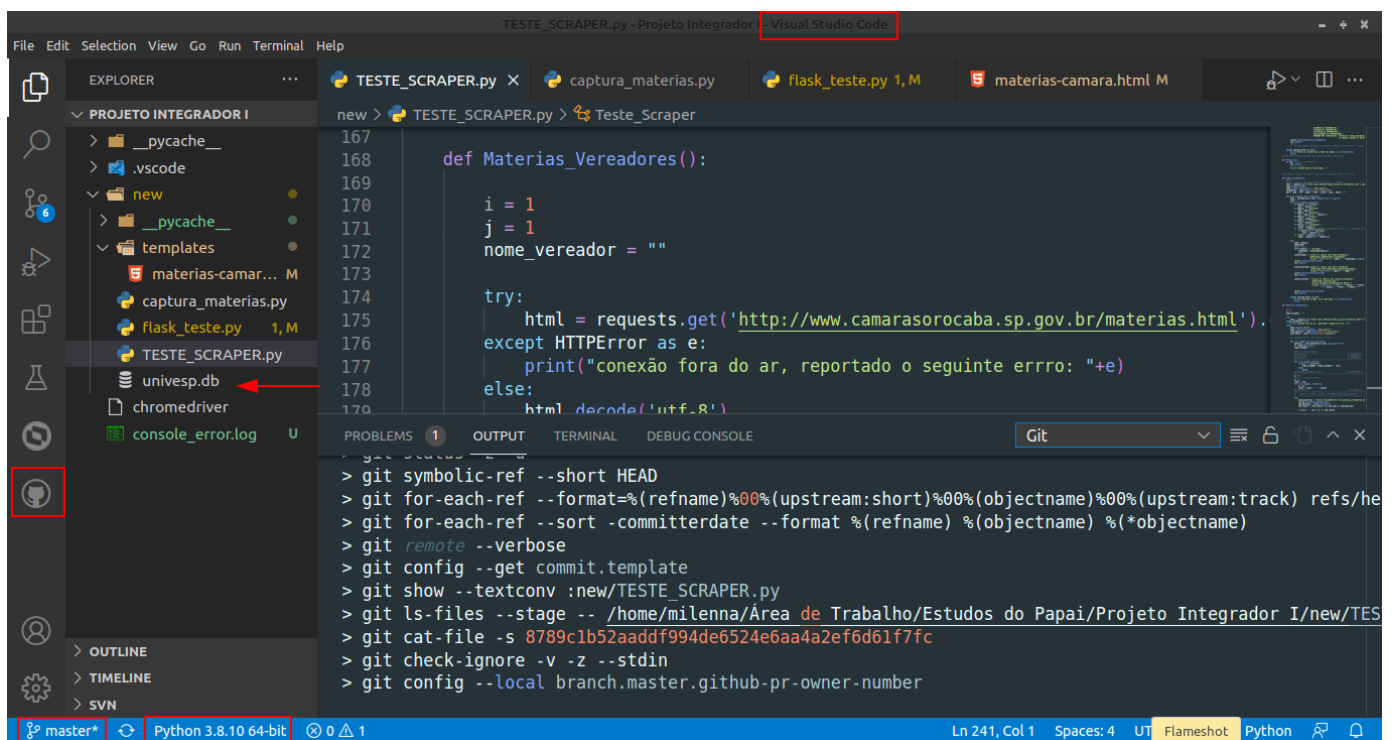 TESTE_SCRAPER.py - Projeto Integrador I - Visual Studio Code
File Edit Selection View Go Run Terminal Help
EXPLORER
TESTE_SCRAPER.py
captura_materias.py
flask_teste.py 1, M
materias-camara.html M
PROJETO INTEGRADOR I
__pycache__
.vscode
new
__pycache__
templates
materias-camar... M
captura_materias.py
flask_teste.py 1, M
TESTE_SCRAPER.py
univesp.db
chromedriver
console_error.log U
6
OUTLINE
TIMELINE
SVN
new > TESTE_SCRAPER.py > Teste_Scraper
167
168 def Materias_Vereadores():
169
170 i = 1
171 j = 1
172 nome_vereador = ""
173
174 try:
175 html = requests.get('http://www.camarasorocaba.sp.gov.br/materias.html').
176 except HTTPError as e:
177 print("conexão fora do ar, reportado o seguinte errro: "+e)
178 else:
179 html decode('utf-8')
PROBLEMS 1 OUTPUT TERMINAL DEBUG CONSOLE Git
> git status -z -u
> git symbolic-ref --short HEAD
> git for-each-ref --format=%(refname)%00%(upstream:short)%00%(objectname)%00%(upstream:track) refs/he
> git for-each-ref --sort -committerdate --format %(refname) %(objectname) %(*objectname)
> git remote --verbose
> git config --get commit.template
> git show --textconv :new/TESTE_SCRAPER.py
> git ls-files --stage -- /home/milenna/Área de Trabalho/Estudos do Papai/Projeto Integrador I/new/TES
> git cat-file -s 8789c1b52aaddf994de6524e6aa4a2ef6d61f7fc
> git check-ignore -v -z --stdin
> git config --local branch.master.github-pr-owner-number
master* Python 3.8.10 64-bit 0 1 Ln 241, Col 1 Spaces: 4 UT Flameshot Python